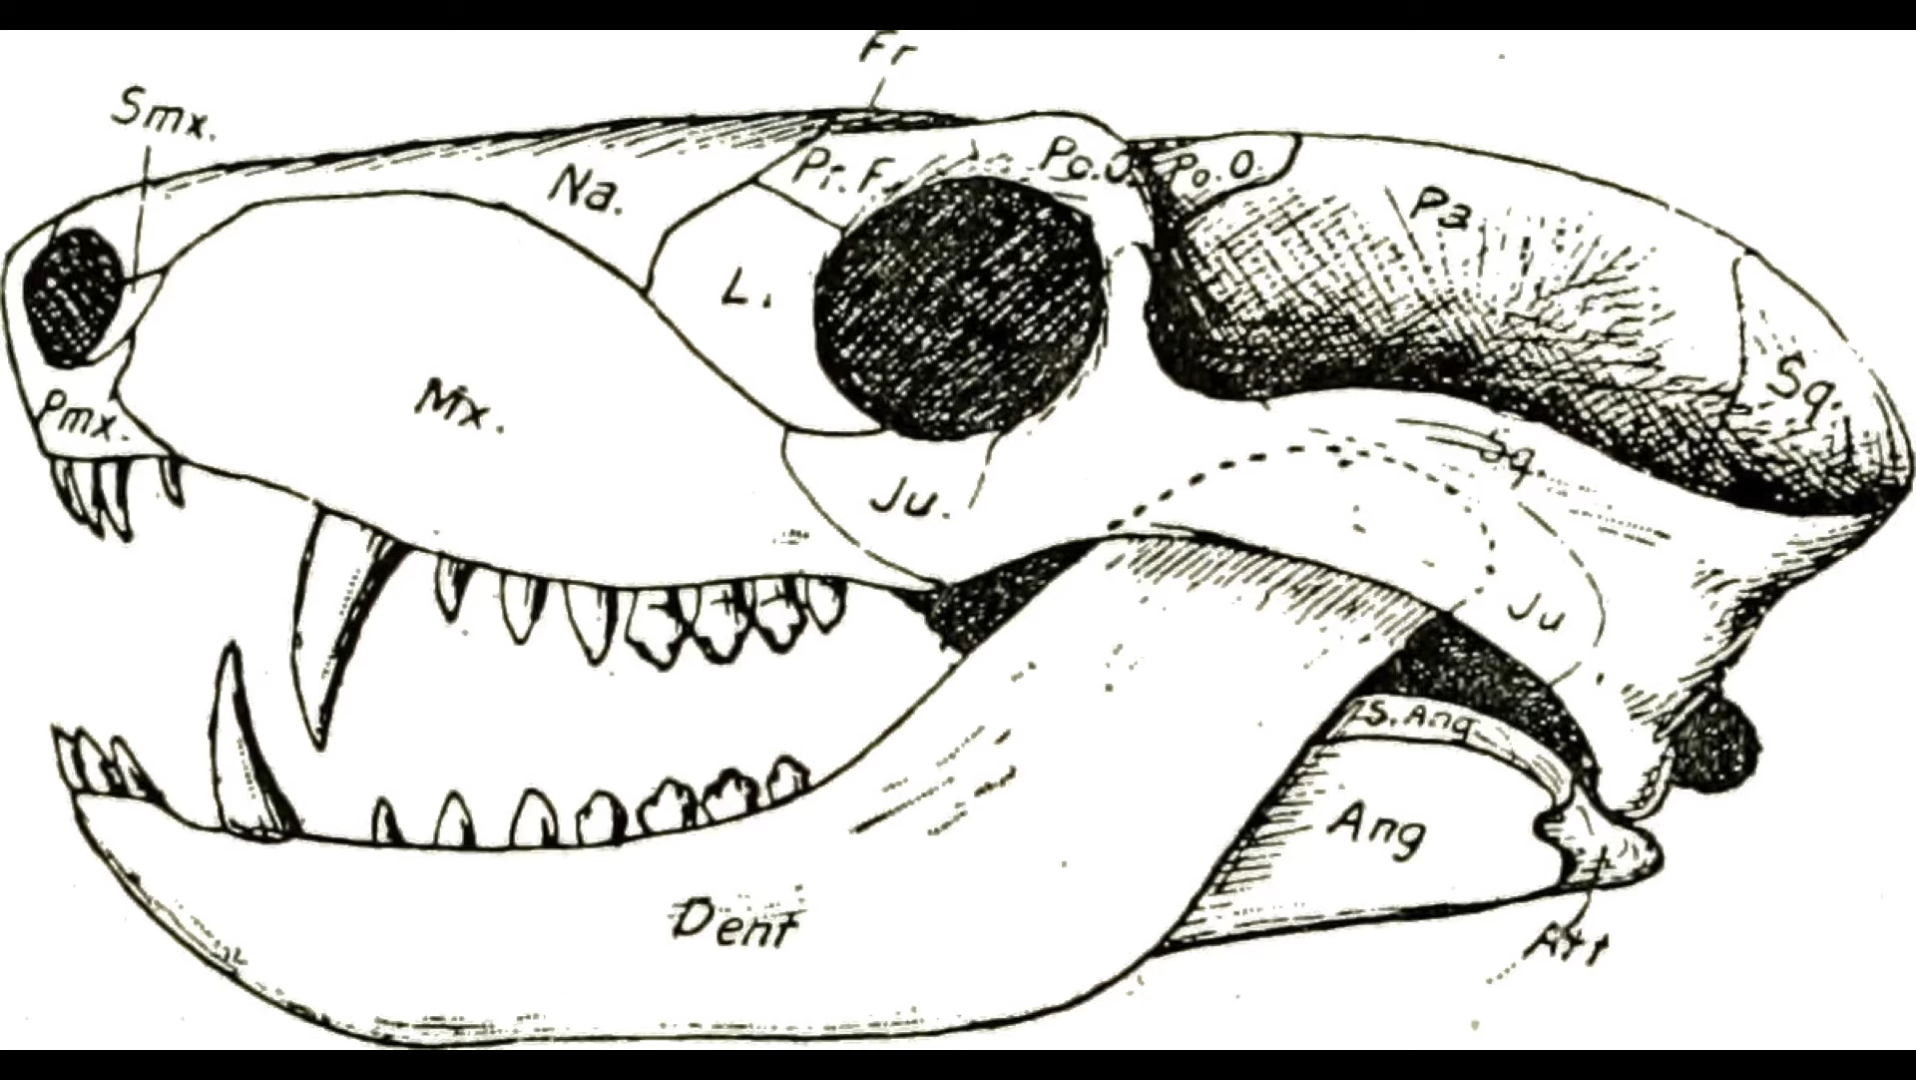 Fr
Smx.
Na.
Pr.F.
Po.O.
Po.O.
Pa
L.
Sq.
Mx.
Pmx.
Sq.
Ju.
Ju
S.Ang
Ang
Dent
Art